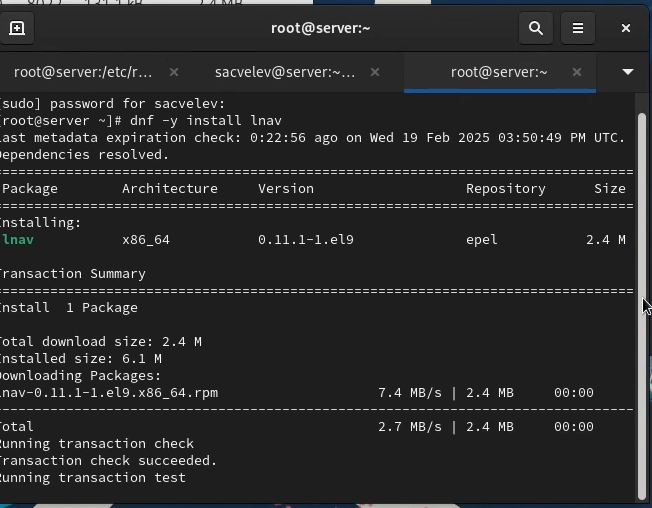 root@server:~
root@server:/etc/r… × sacvelev@server:~… × root@server:~ ×
[sudo] password for sacvelev:
[root@server ~]# dnf -y install lnav
Last metadata expiration check: 0:22:56 ago on Wed 19 Feb 2025 03:50:49 PM UTC.
Dependencies resolved.
================================================================================
Package Architecture Version Repository Size
================================================================================
Installing:
lnav x86_64 0.11.1-1.el9 epel 2.4 M
Transaction Summary
================================================================================
Install 1 Package
Total download size: 2.4 M
Installed size: 6.1 M
Downloading Packages:
lnav-0.11.1-1.el9.x86_64.rpm 7.4 MB/s | 2.4 MB 00:00
--------------------------------------------------------------------------------
Total 2.7 MB/s | 2.4 MB 00:00
Running transaction check
Transaction check succeeded.
Running transaction test